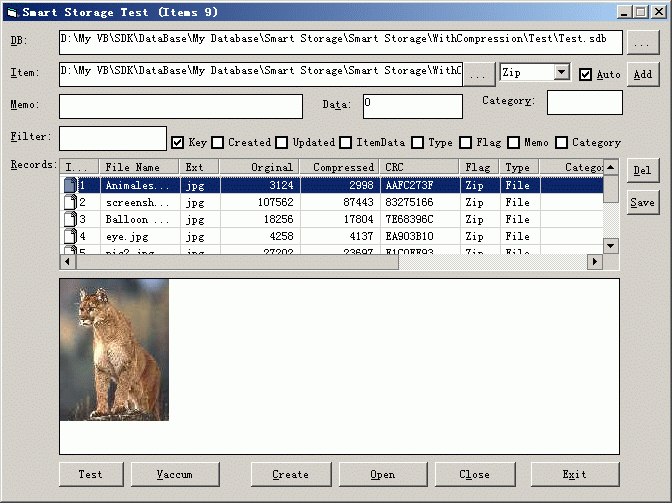 Smart Storage Test (Items 9)
DB: D:\My VB\SDK\DataBase\My Database\Smart Storage\Smart Storage\WithCompression\Test\Test.sdb ...
Item: D:\My VB\SDK\DataBase\My Database\Smart Storage\Smart Storage\WithC ... Zip Auto Add
Memo: Data: 0 Category:
Filter: Key Created Updated ItemData Type Flag Memo Category
Records: I... File Name Ext Orginal Compressed CRC Flag Type Catego Del
1 Animales... jpg 3124 2998 AAFC273F Zip File
2 screensh... jpg 107562 87443 83275166 Zip File Save
3 Balloon ... jpg 18256 17804 7E68396C Zip File
4 eye.jpg jpg 4258 4137 EA903B10 Zip File
5 pic2.jpg jpg 27202 23697 Zip File
Test Vaccum Create Open Close Exit